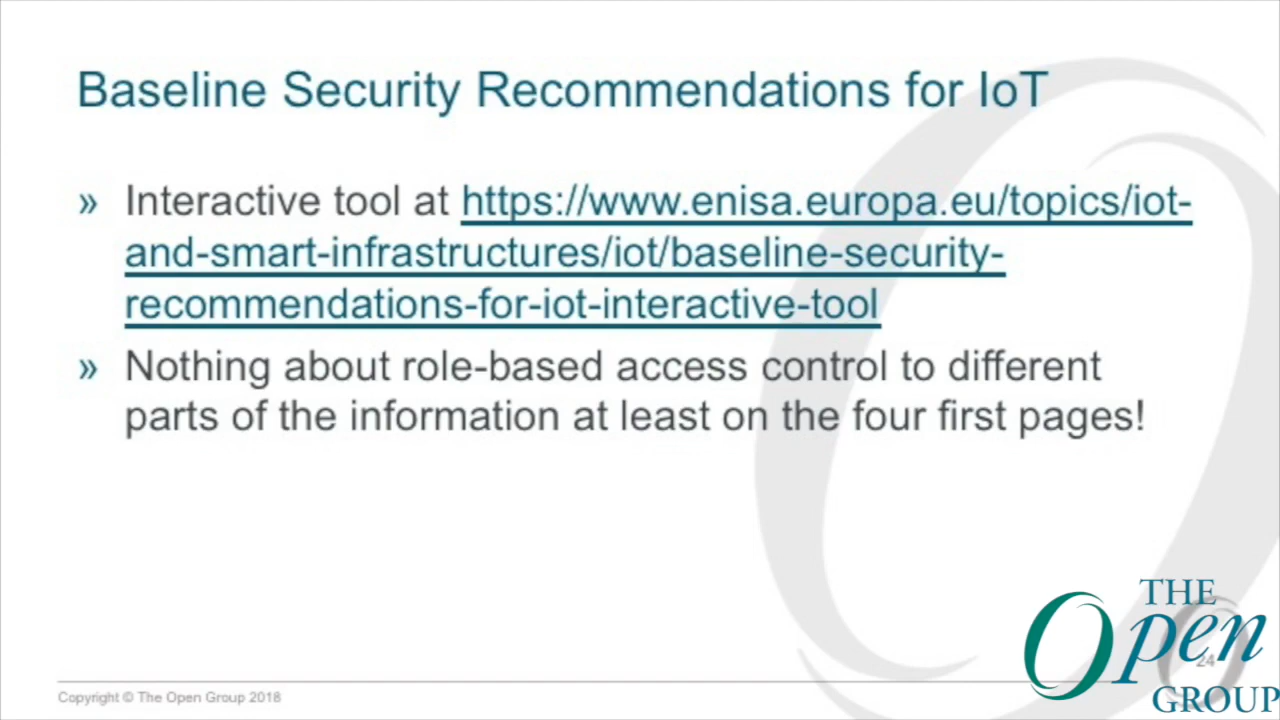 Baseline Security Recommendations for IoT
» Interactive tool at https://www.enisa.europa.eu/topics/iot-
and-smart-infrastructures/iot/baseline-security-
recommendations-for-iot-interactive-tool
» Nothing about role-based access control to different
parts of the information at least on the four first pages!
THE
Open
GROUP
24
Copyright © The Open Group 2018